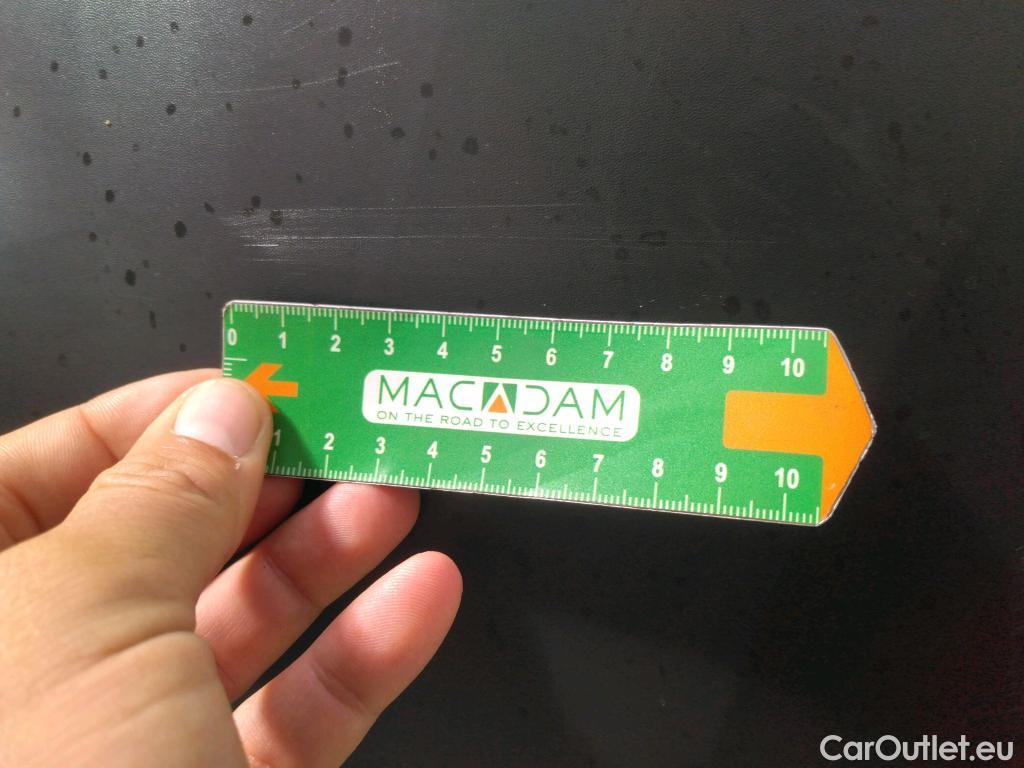 0 1 2 3 4 5 6 7 8 9 10
MACADAM
ON THE ROAD TO EXCELLENCE
1 2 3 4 5 6 7 8 9 10
CarOutlet.eu